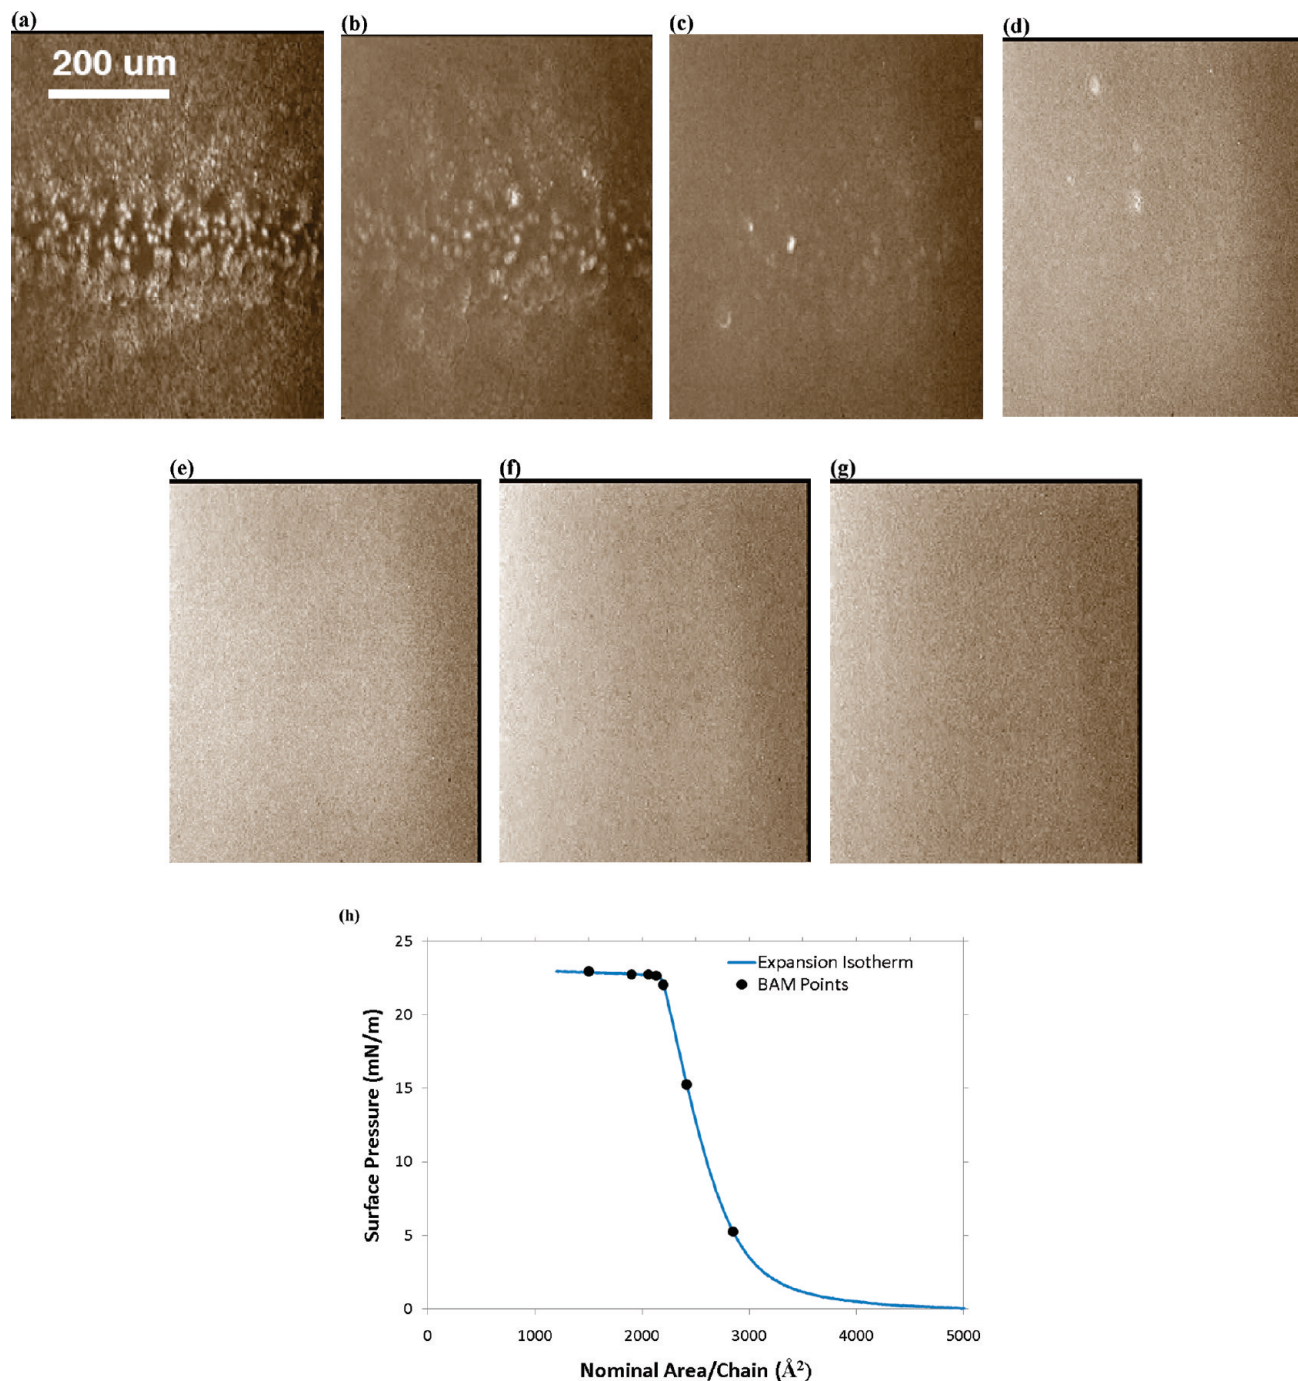 (a)
(b)
(c)
(d)
200 um
(e)
(f)
(g)
(h)
25
20
15
10
5
0
Surface Pressure (mN/m)
Expansion Isotherm
BAM Points
0
1000
2000
3000
4000
5000
Nominal Area/Chain (Å²)